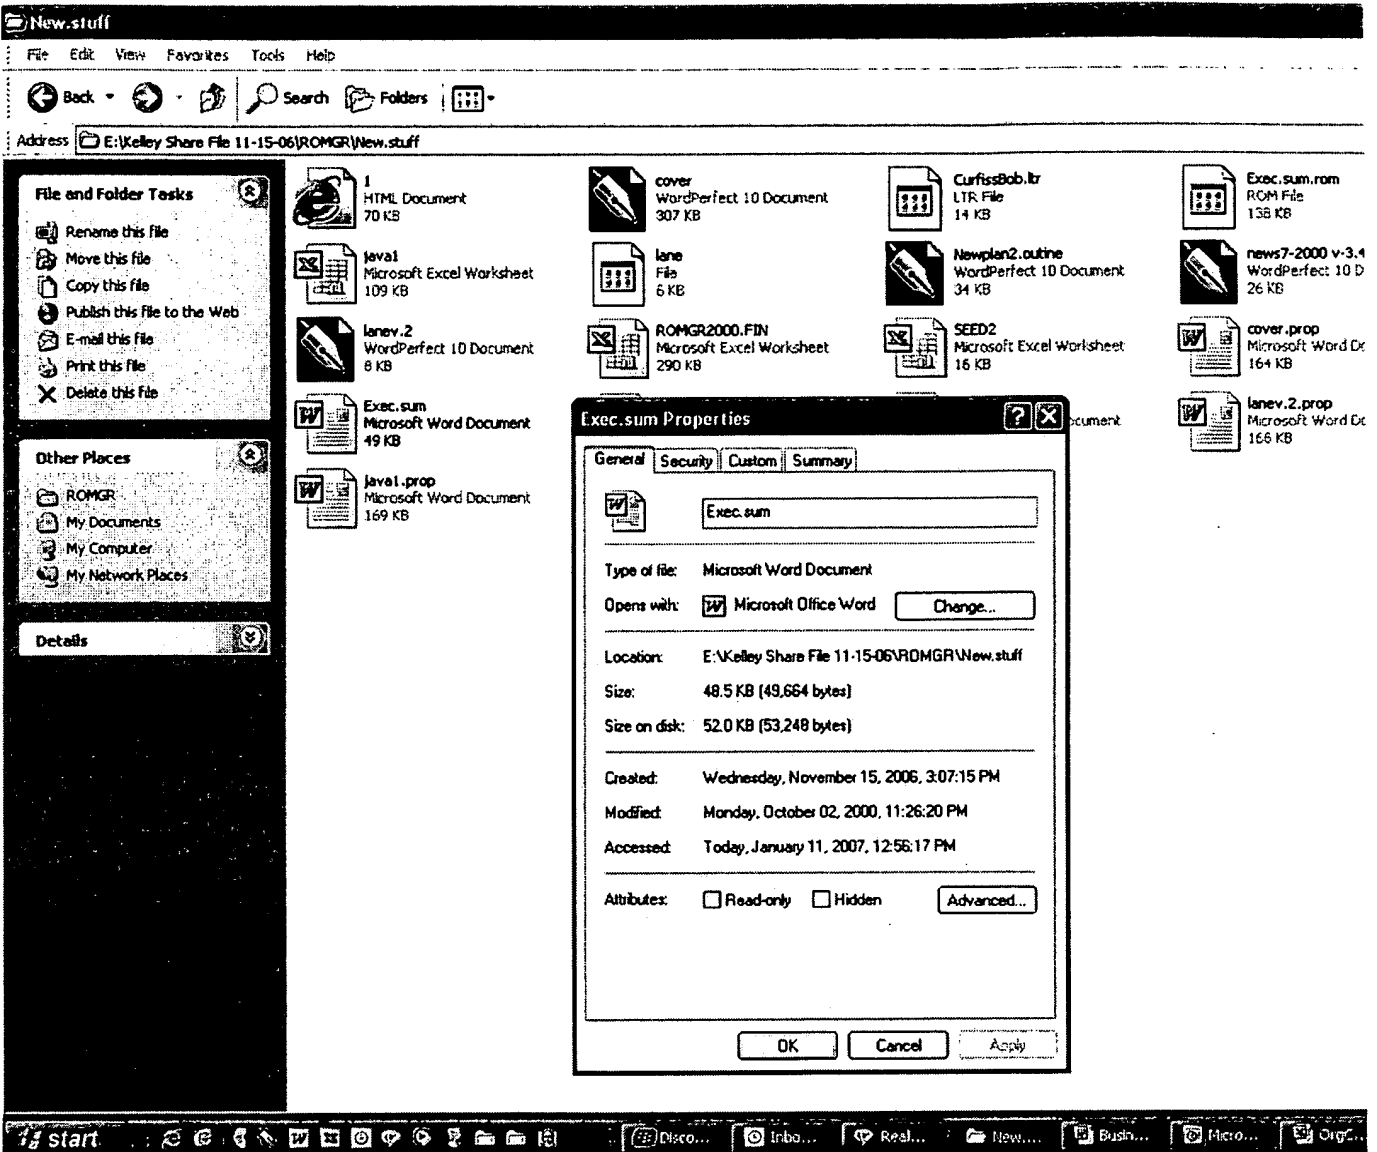 New.stuff
File Edit View Favorites Tools Help
Back Search Folders
Address E:\Kelley Share File 11-15-06\ROMGR\New.stuff
File and Folder Tasks
Rename this file
Move this file
Copy this file
Publish this file to the Web
E-mail this file
Print this file
Delete this file
Other Places
ROMGR
My Documents
My Computer
My Network Places
Details
1
HTML Document
70 KB
cover
WordPerfect 10 Document
307 KB
CurfissBob.ltr
LTR File
14 KB
Exec.sum.rom
ROM File
138 KB
java1
Microsoft Excel Worksheet
109 KB
lane
File
6 KB
Newplan2.outine
WordPerfect 10 Document
34 KB
news7-2000 v-3.4
WordPerfect 10 D
26 KB
lanev.2
WordPerfect 10 Document
8 KB
ROMGR2000.FIN
Microsoft Excel Worksheet
290 KB
SEED2
Microsoft Excel Worksheet
16 KB
cover.prop
Microsoft Word Dc
164 KB
Exec.sum
Microsoft Word Document
49 KB
ocument
lanev.2.prop
Microsoft Word Dc
166 KB
java1.prop
Microsoft Word Document
169 KB
Exec.sum Properties
General Security Custom Summary
Exec.sum
Type of file: Microsoft Word Document
Opens with: Microsoft Office Word Change...
Location: E:\Kelley Share File 11-15-06\ROMGR\New.stuff
Size: 48.5 KB (49,664 bytes)
Size on disk: 52.0 KB (53,248 bytes)
Created: Wednesday, November 15, 2006, 3:07:15 PM
Modified: Monday, October 02, 2000, 11:26:20 PM
Accessed: Today, January 11, 2007, 12:56:17 PM
Attributes: Read-only Hidden Advanced...
OK Cancel Apply
start Disco... Inbo... Real... New.... Busin... Micro... OrgC...